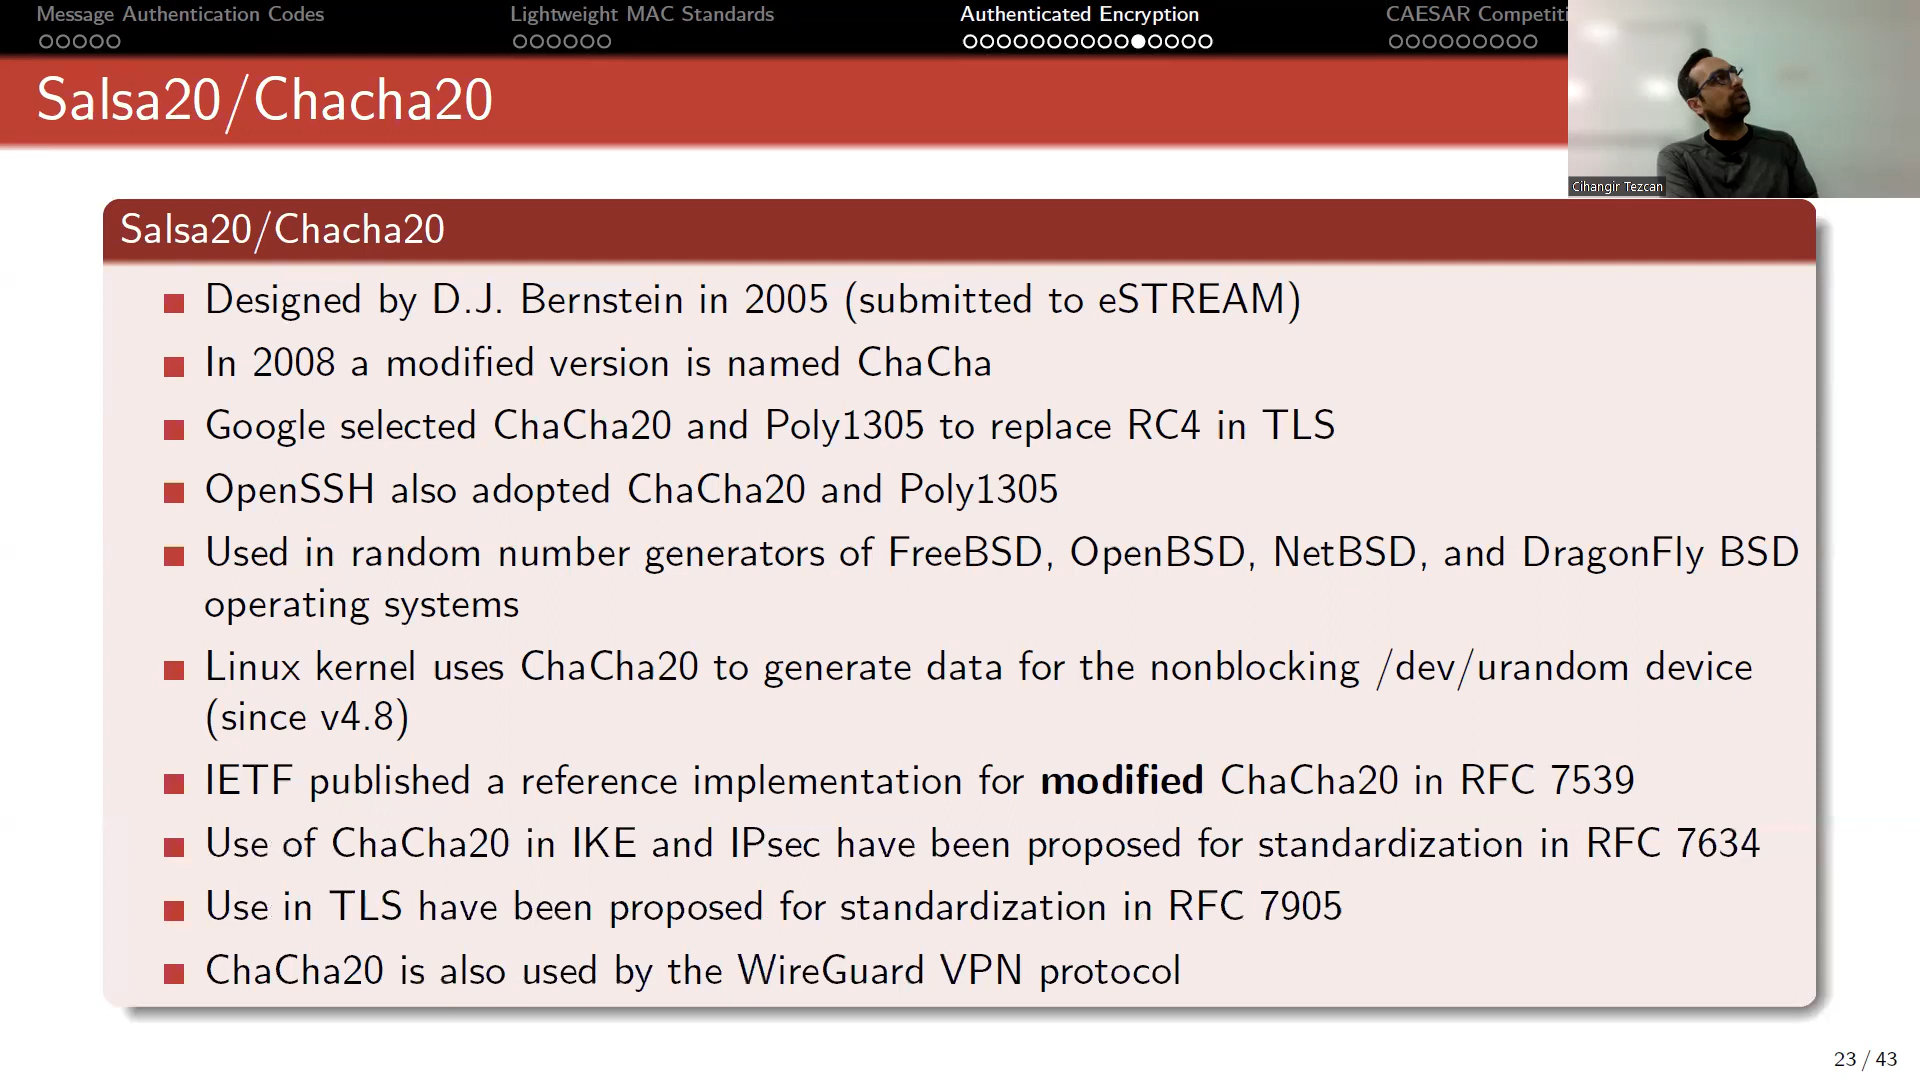 Message Authentication Codes
Lightweight MAC Standards
Authenticated Encryption
CAESAR Competiti
Salsa20/Chacha20
Cihangir Tezcan
Salsa20/Chacha20
Designed by D.J. Bernstein in 2005 (submitted to eSTREAM)
In 2008 a modified version is named ChaCha
Google selected ChaCha20 and Poly1305 to replace RC4 in TLS
OpenSSH also adopted ChaCha20 and Poly1305
Used in random number generators of FreeBSD, OpenBSD, NetBSD, and DragonFly BSD
operating systems
Linux kernel uses ChaCha20 to generate data for the nonblocking /dev/urandom device
(since v4.8)
IETF published a reference implementation for modified ChaCha20 in RFC 7539
Use of ChaCha20 in IKE and IPsec have been proposed for standardization in RFC 7634
Use in TLS have been proposed for standardization in RFC 7905
ChaCha20 is also used by the WireGuard VPN protocol
23 / 43